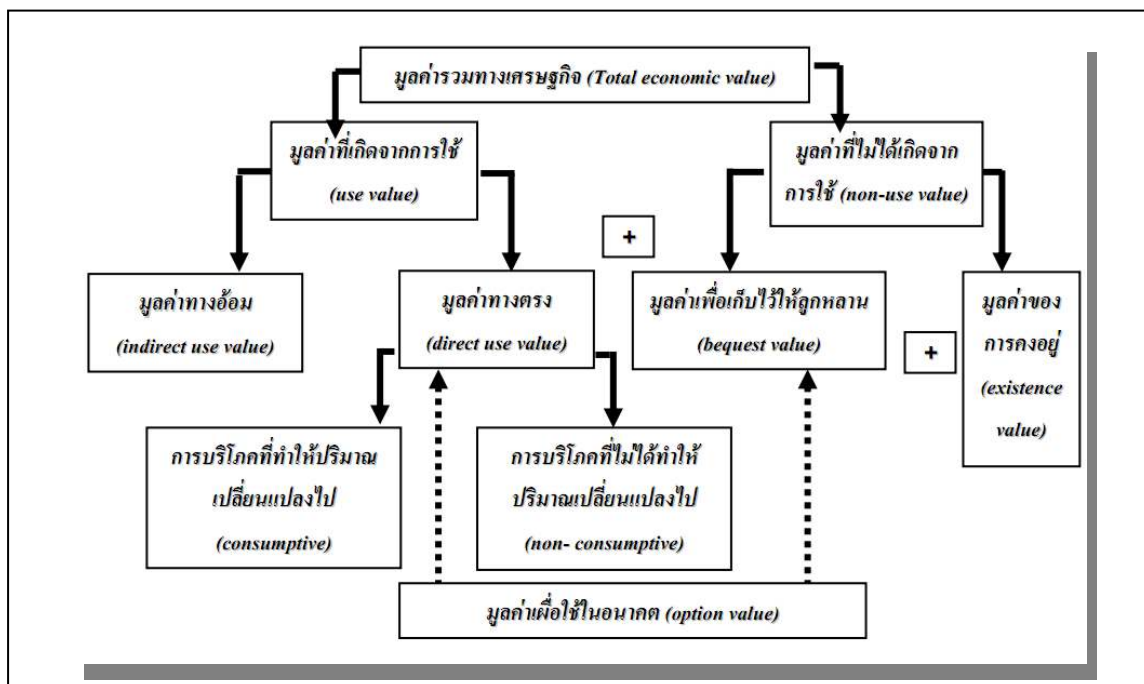 มูลค่ารวมทางเศรษฐกิจ (Total economic value)
มูลค่าที่เกิดจากการใช้
(use value)
มูลค่าที่ไม่ได้เกิดจาก
การใช้ (non-use value)
+
มูลค่าทางอ้อม
(indirect use value)
มูลค่าทางตรง
(direct use value)
มูลค่าเพื่อเก็บไว้ให้ลูกหลาน
(bequest value)
+
มูลค่าของ
การคงอยู่
(existence
value)
การบริโภคที่ทำให้ปริมาณ
เปลี่ยนแปลงไป
(consumptive)
การบริโภคที่ไม่ได้ทำให้
ปริมาณเปลี่ยนแปลงไป
(non- consumptive)
มูลค่าเผื่อใช้ในอนาคต (option value)